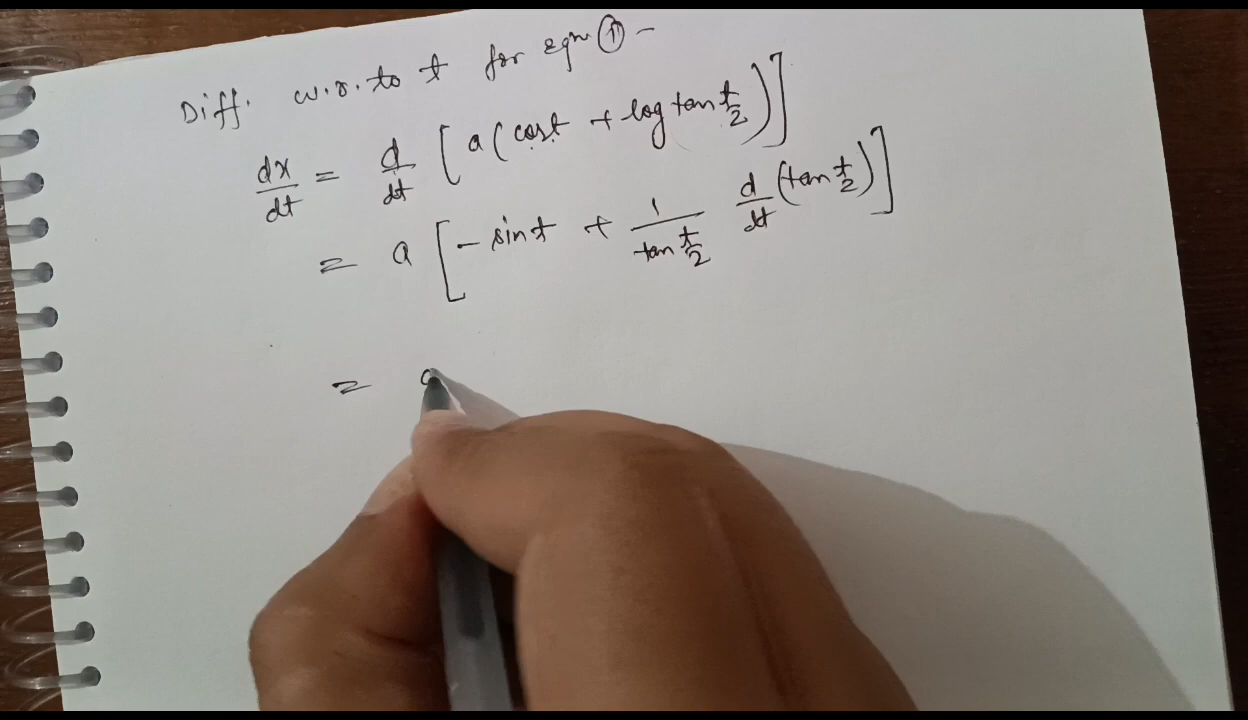 Diff. w.r.to t for eqn ① -
dx/dt = d/dt [a(cost + log tan t/2)]
= a [- sint + 1/tan t/2 d/dt (tan t/2)]
= a